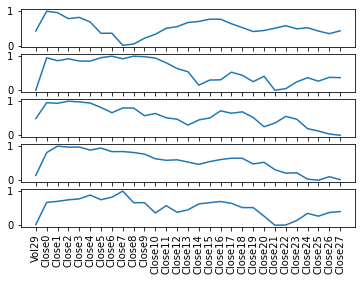 1
0
1
0
1
0
1
0
1
0
Vol29
Close0
Close1
Close2
Close3
Close4
Close5
Close6
Close7
Close8
Close9
Close10
Close11
Close12
Close13
Close14
Close15
Close16
Close17
Close18
Close19
Close20
Close21
Close22
Close23
Close24
Close25
Close26
Close27